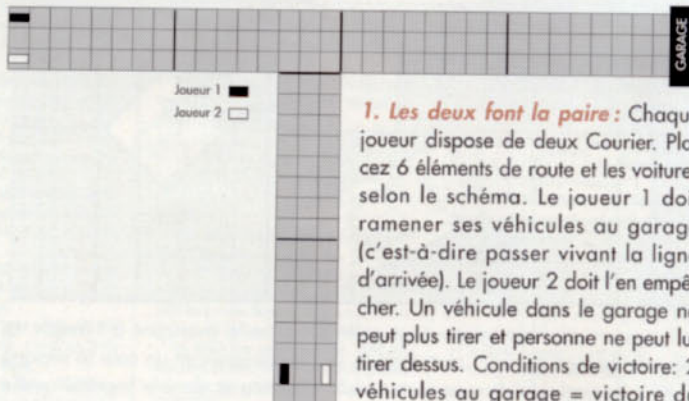 GARAGE
Joueur 1
Joueur 2
1. Les deux font la paire : Chaqu
joueur dispose de deux Courier. Pla
cez 6 éléments de route et les voiture
selon le schéma. Le joueur 1 doi
ramener ses véhicules au garag
(c'est-à-dire passer vivant la lign
d'arrivée). Le joueur 2 doit l'en empê
cher. Un véhicule dans le garage n
peut plus tirer et personne ne peut lu
tirer dessus. Conditions de victoire: 2
véhicules au garage = victoire d